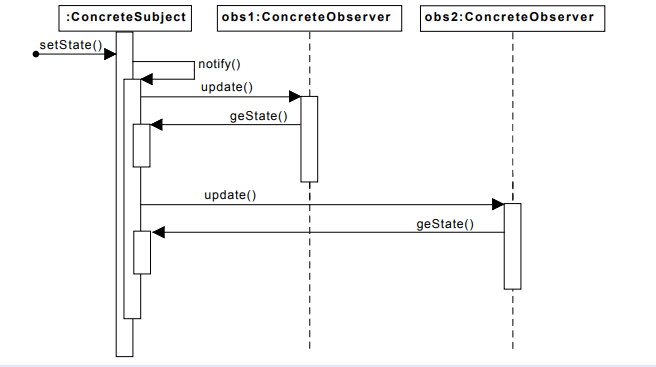 :ConcreteSubject
obs1:ConcreteObserver
obs2:ConcreteObserver
setState()
notify()
update()
geState()
update()
geState()